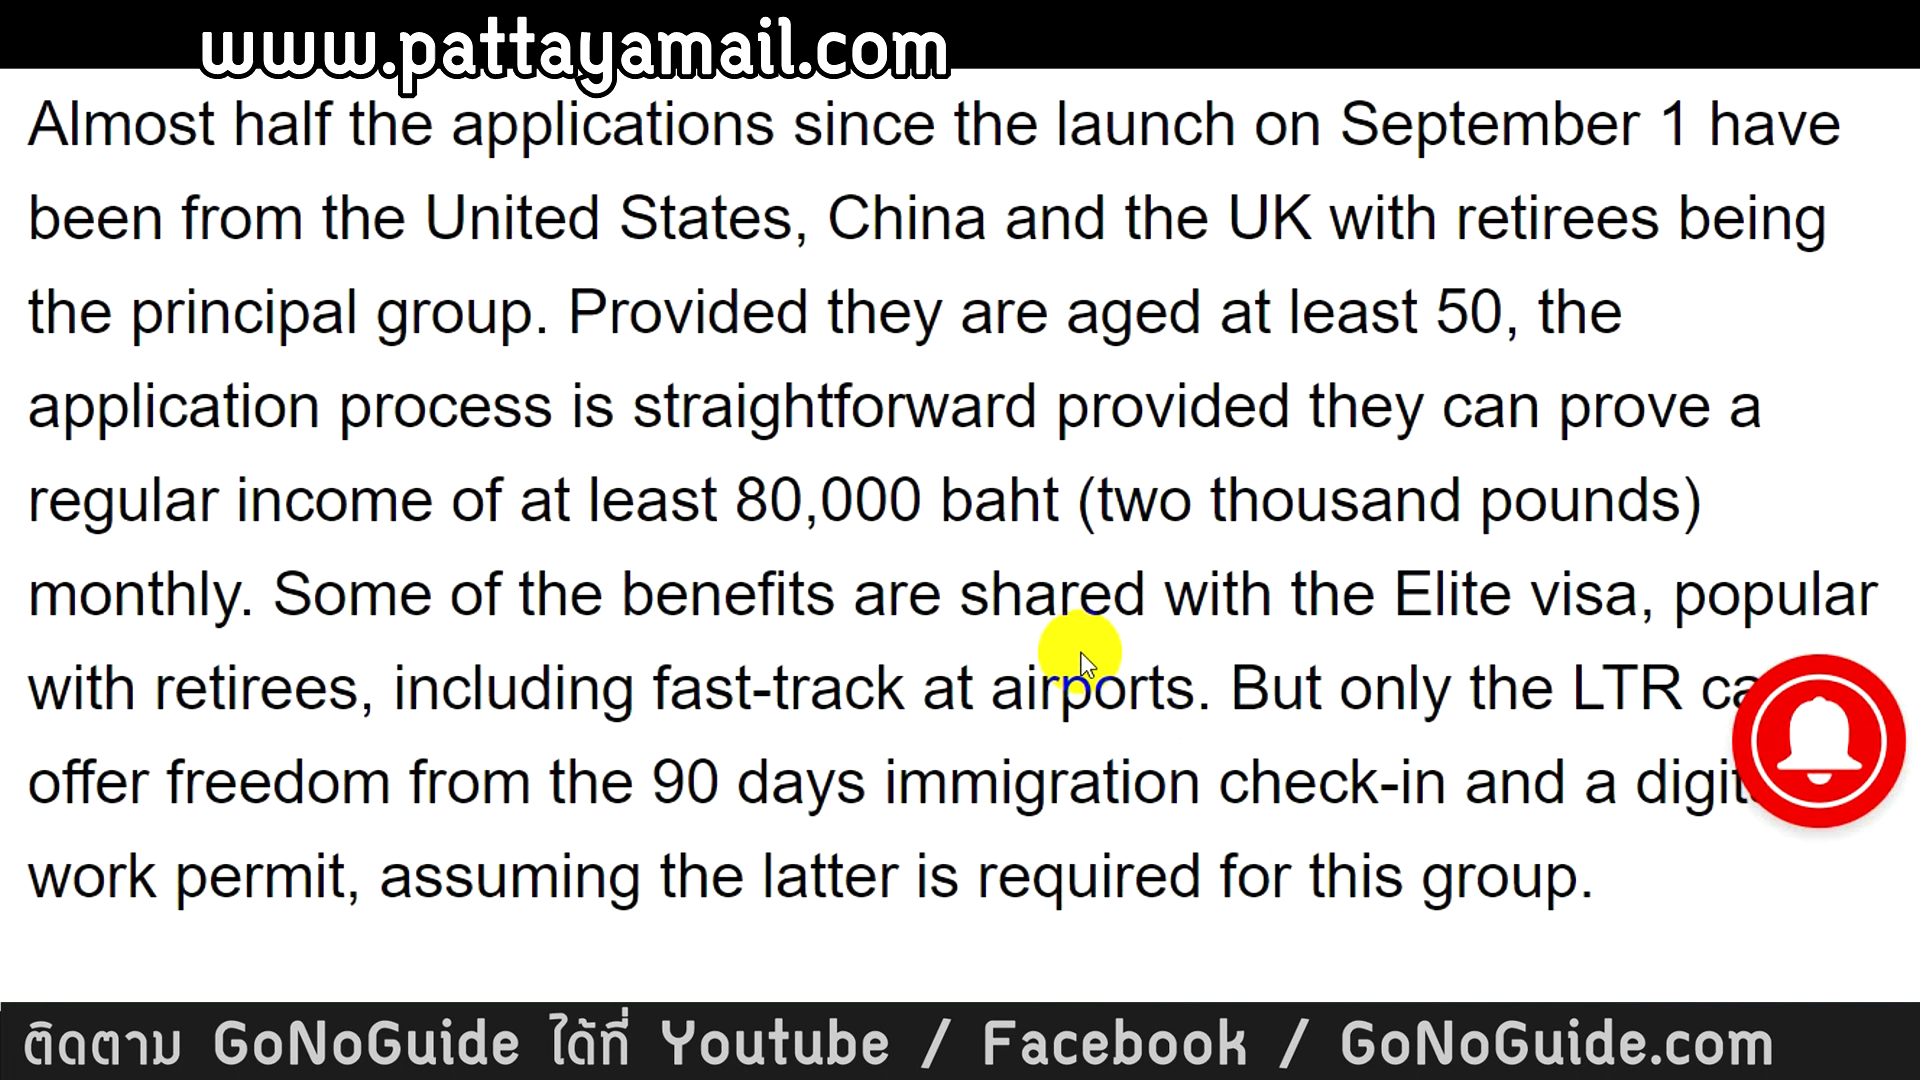 www.pattayamail.com
Almost half the applications since the launch on September 1 have
been from the United States, China and the UK with retirees being
the principal group. Provided they are aged at least 50, the
application process is straightforward provided they can prove a
regular income of at least 80,000 baht (two thousand pounds)
monthly. Some of the benefits are shared with the Elite visa, popular
with retirees, including fast-track at airports. But only the LTR
offer freedom from the 90 days immigration check-in and a
work permit, assuming the latter is required for this group.
ติดตาม GoNoGuide ได้ที่ Youtube / Facebook / GoNoGuide.com